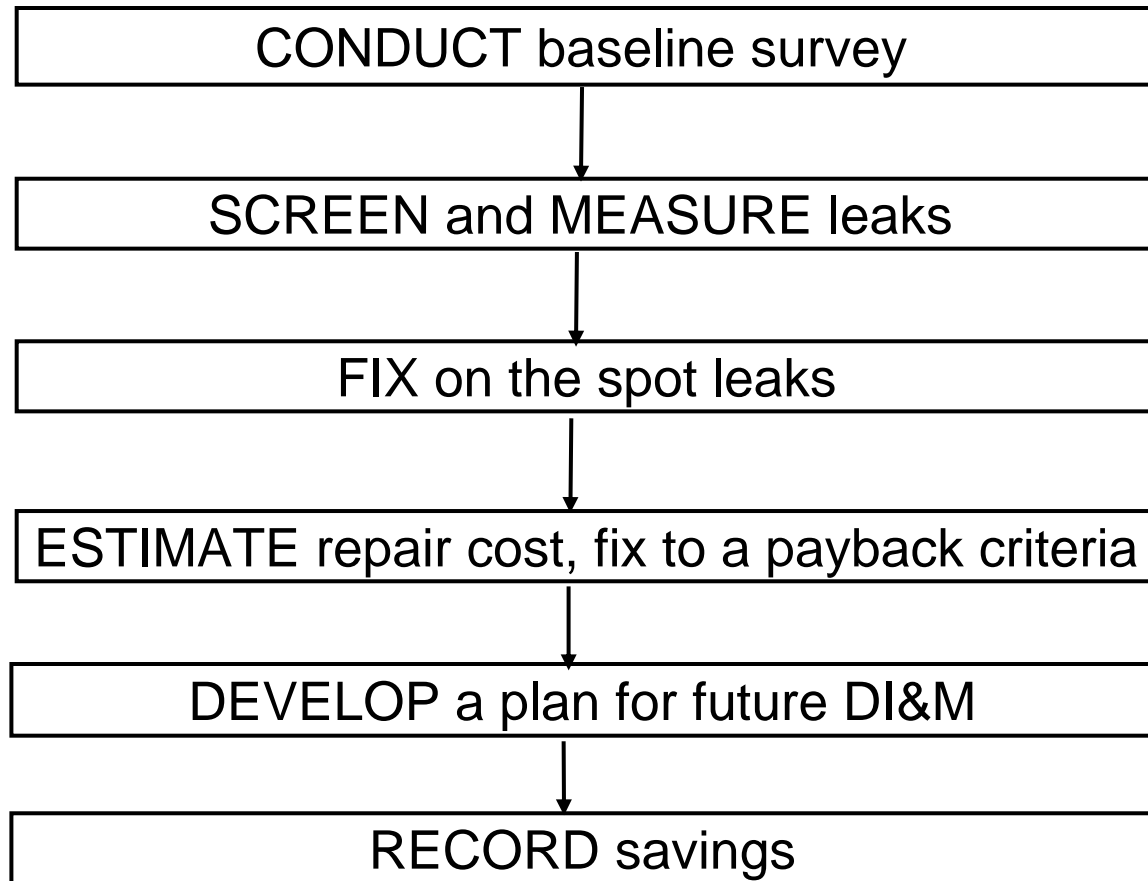 CONDUCT baseline survey
SCREEN and MEASURE leaks
FIX on the spot leaks
ESTIMATE repair cost, fix to a payback criteria
DEVELOP a plan for future DI&M
RECORD savings